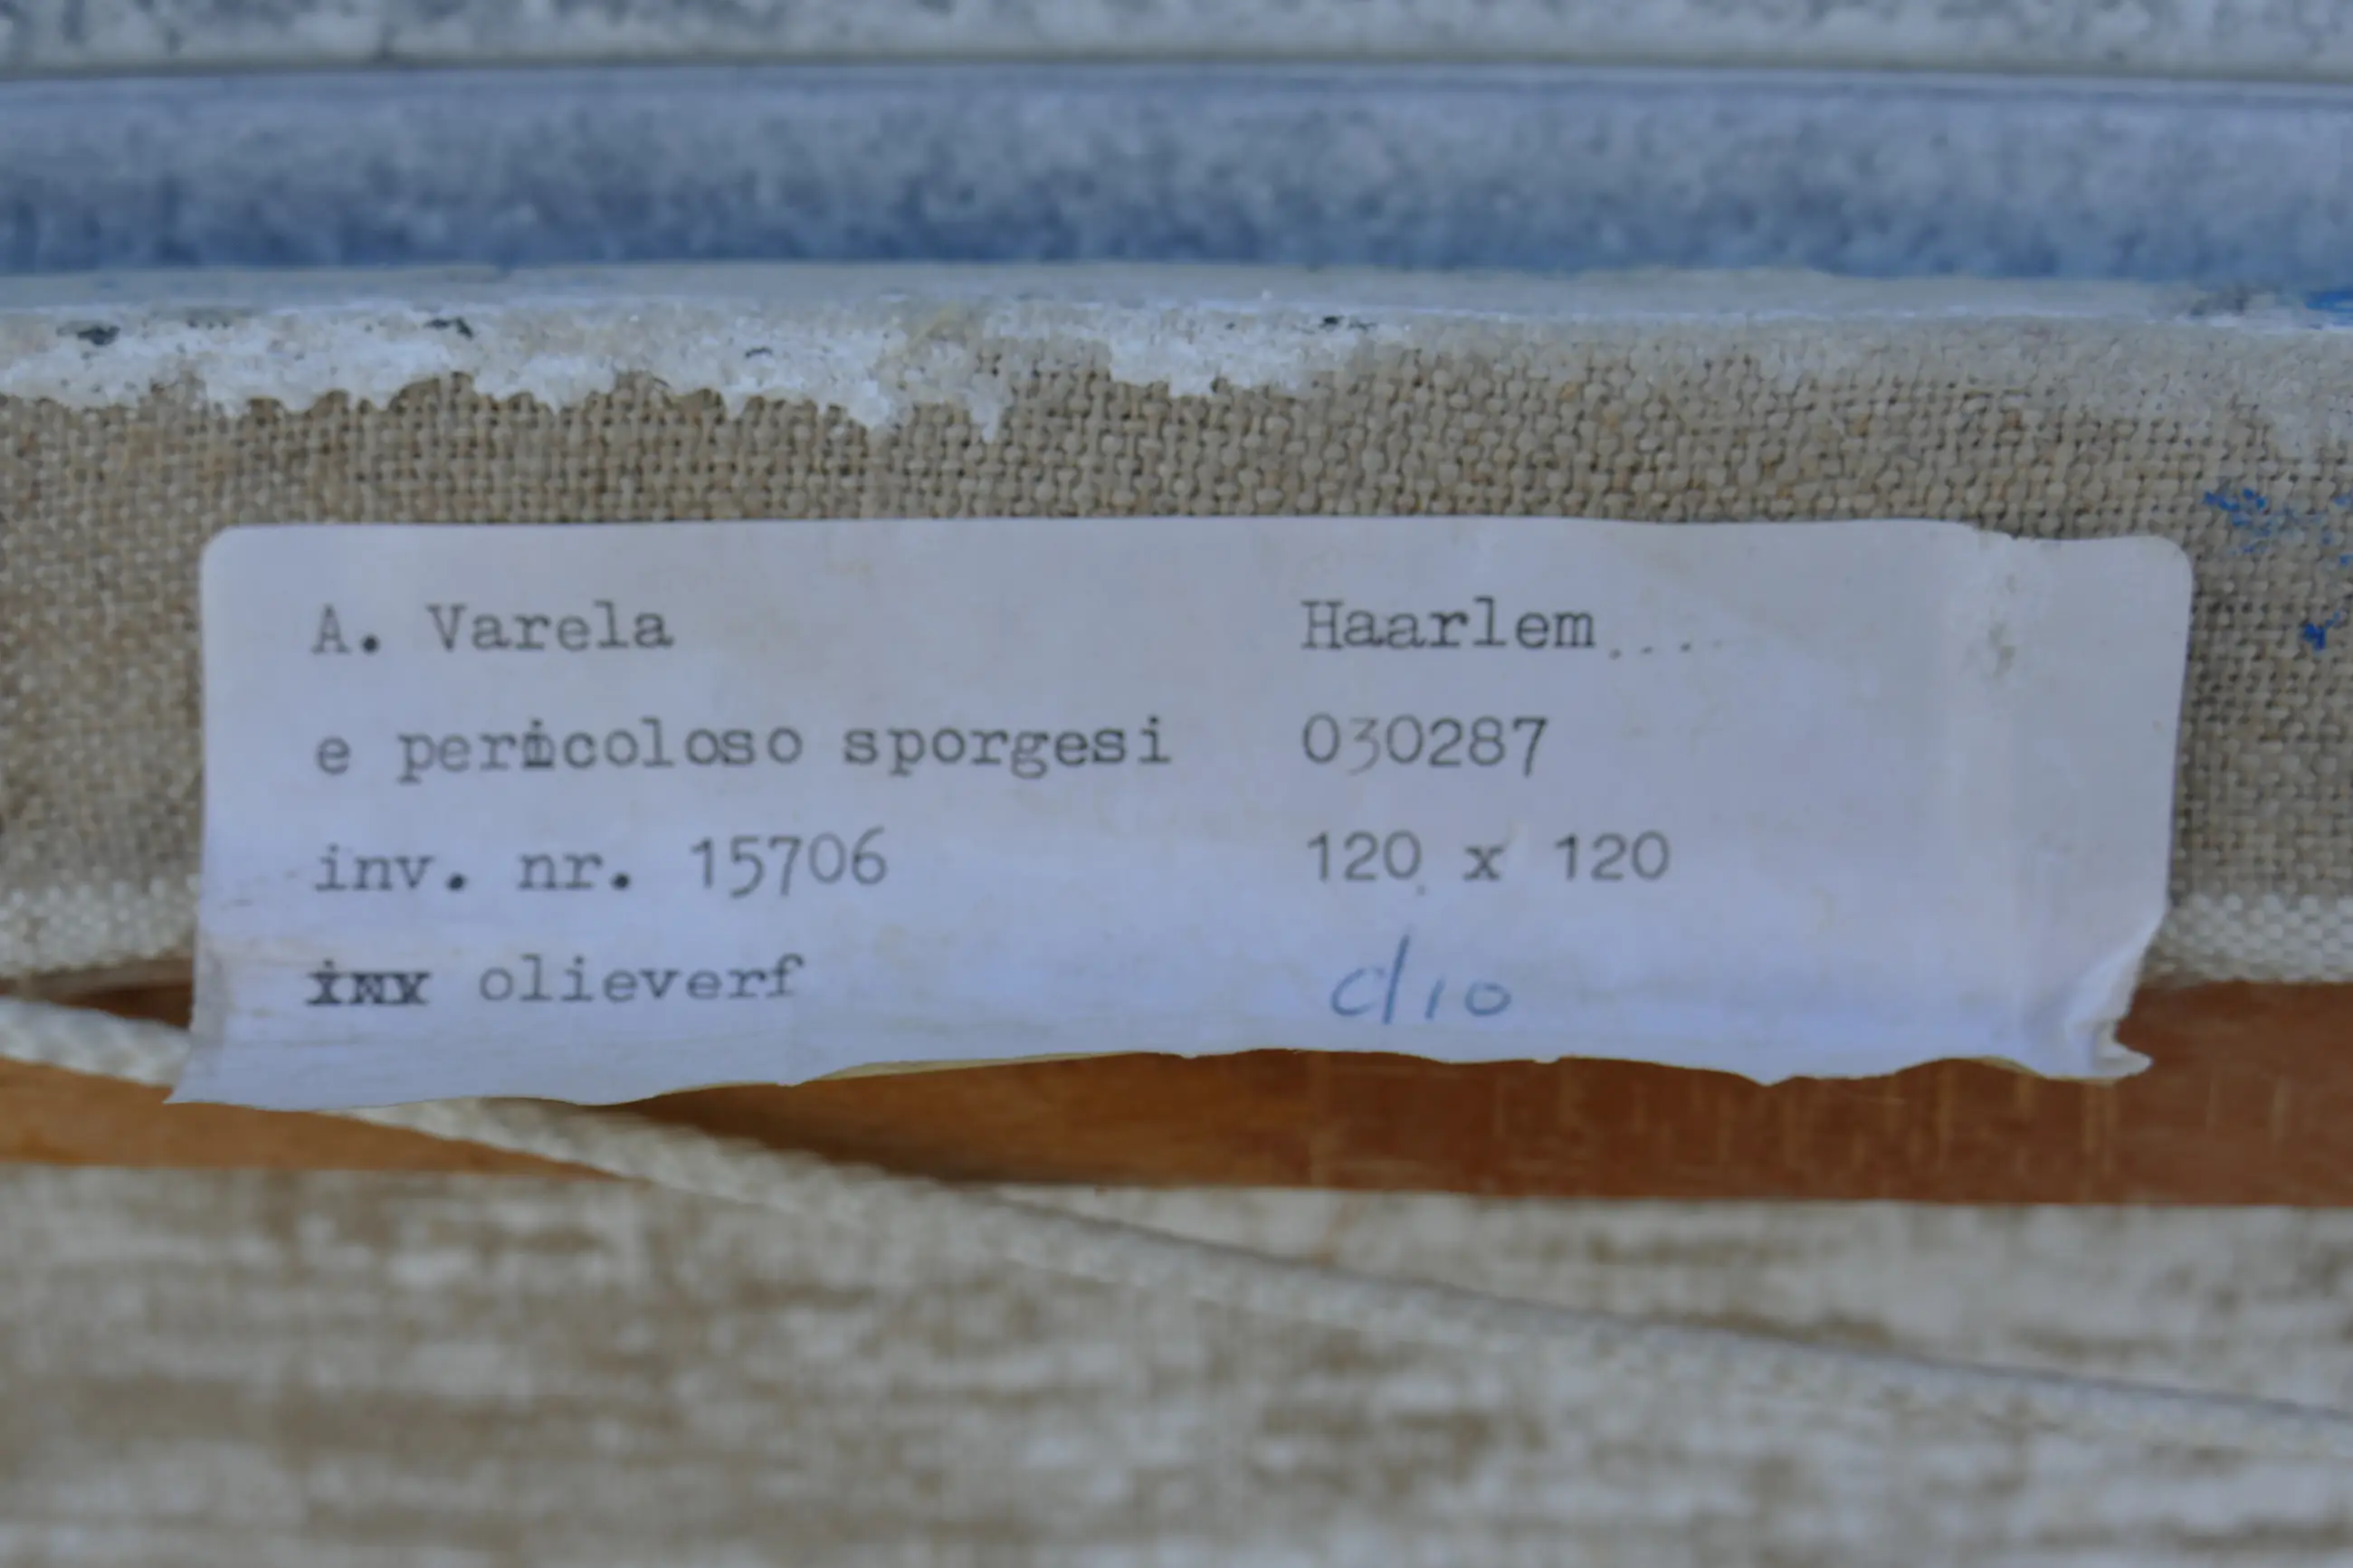 A. Varela Haarlem....
e pericoloso sporgesi 030287
inv. nr. 15706 120 x 120
olieverf c/10